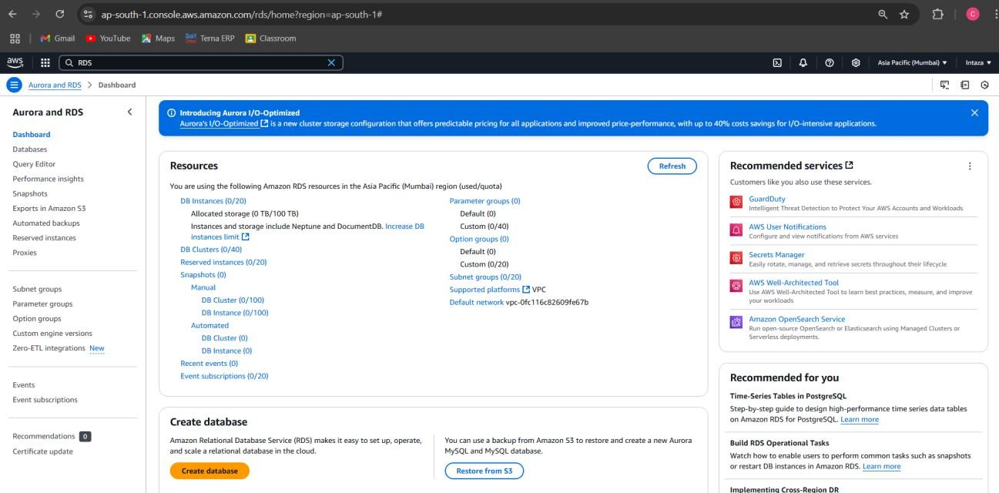 ap-south-1.console.aws.amazon.com/rds/home?region=ap-south-1#
C
Gmail
YouTube
Maps
Terna ERP
Classroom
aws
RDS
Asia Pacific (Mumbai)
Intaza
Aurora and RDS > Dashboard
Aurora and RDS
Dashboard
Databases
Query Editor
Performance insights
Snapshots
Exports in Amazon S3
Automated backups
Reserved instances
Proxies
Subnet groups
Parameter groups
Option groups
Custom engine versions
Zero-ETL integrations New
Events
Event subscriptions
Recommendations 0
Certificate update
Introducing Aurora I/O-Optimized
Aurora's I/O-Optimized is a new cluster storage configuration that offers predictable pricing for all applications and improved price-performance, with up to 40% costs savings for I/O-intensive applications.
Resources
Refresh
You are using the following Amazon RDS resources in the Asia Pacific (Mumbai) region (used/quota)
DB Instances (0/20)
Allocated storage (0 TB/100 TB)
Instances and storage include Neptune and DocumentDB. Increase DB
instances limit
DB Clusters (0/40)
Reserved instances (0/20)
Snapshots (0)
Manual
DB Cluster (0/100)
DB Instance (0/100)
Automated
DB Cluster (0)
DB Instance (0)
Recent events (0)
Event subscriptions (0/20)
Parameter groups (0)
Default (0)
Custom (0/40)
Option groups (0)
Default (0)
Custom (0/20)
Subnet groups (0/20)
Supported platforms VPC
Default network vpc-0fc116c82609fe67b
Create database
Amazon Relational Database Service (RDS) makes it easy to set up, operate,
and scale a relational database in the cloud.
Create database
You can use a backup from Amazon S3 to restore and create a new Aurora
MySQL and MySQL database.
Restore from S3
Recommended services
Customers like you also use these services.
GuardDuty
Intelligent Threat Detection to Protect Your AWS Accounts and Workloads
AWS User Notifications
Configure and view notifications from AWS services
Secrets Manager
Easily rotate, manage, and retrieve secrets throughout their lifecycle
AWS Well-Architected Tool
Use AWS Well-Architected Tool to learn best practices, measure, and improve
your workloads
Amazon OpenSearch Service
Run open-source OpenSearch or Elasticsearch using Managed Clusters or
Serverless deployments.
Recommended for you
Time-Series Tables in PostgreSQL
Step-by-step guide to design high-performance time series data tables
on Amazon RDS for PostgreSQL. Learn more
Build RDS Operational Tasks
Watch how to enable users to perform common tasks such as snapshots
or restart DB instances in Amazon RDS. Learn more
Implementing Cross-Region DR